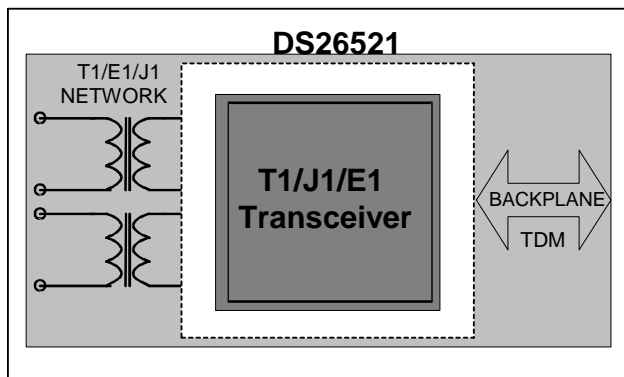 DS26521
T1/E1/J1
NETWORK
T1/J1/E1
Transceiver
BACKPLANE
TDM